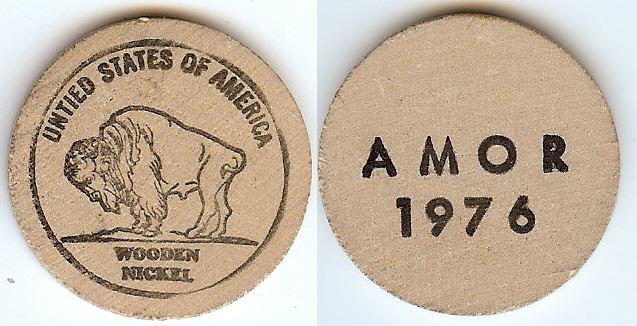 UNTIED STATES OF AMERICA
WOODEN
NICKEL
AMOR
1976